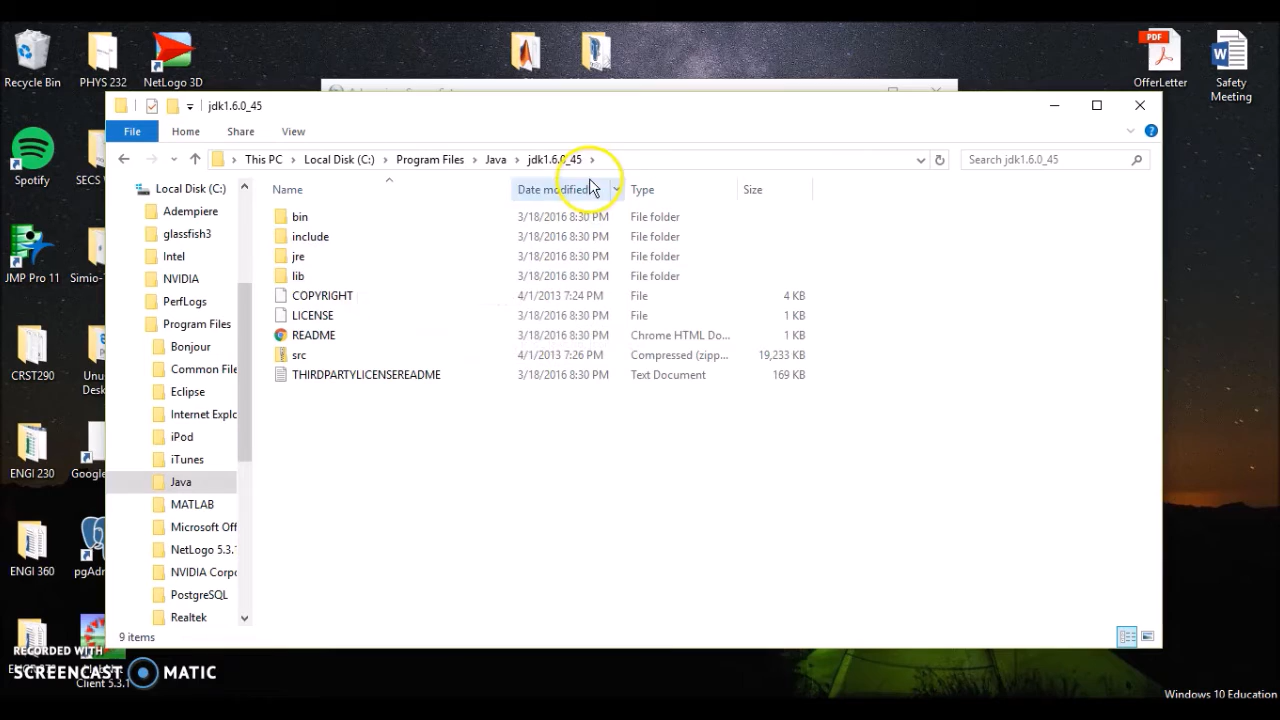 Recycle Bin
PHYS 232
NetLogo 3D
PDF
OfferLetter
Safety
Meeting
jdk1.6.0_45
File
Home
Share
View
This PC
Local Disk (C:)
Program Files
Java
jdk1.6.0_45
Search jdk1.6.0_45
Local Disk (C:)
Name
Date modified
Type
Size
Adempiere
glassfish3
Intel
NVIDIA
PerfLogs
Program Files
Bonjour
Common File
Eclipse
Internet Explo
iPod
iTunes
Java
MATLAB
Microsoft Off
NetLogo 5.3.1
NVIDIA Corpo
PostgreSQL
Realtek
bin 3/18/2016 8:30 PM File folder
include 3/18/2016 8:30 PM File folder
jre 3/18/2016 8:30 PM File folder
lib 3/18/2016 8:30 PM File folder
COPYRIGHT 4/1/2013 7:24 PM File 4 KB
LICENSE 3/18/2016 8:30 PM File 1 KB
README 3/18/2016 8:30 PM Chrome HTML Do... 1 KB
src 4/1/2013 7:26 PM Compressed (zipp... 19,233 KB
THIRDPARTYLICENSEREADME 3/18/2016 8:30 PM Text Document 169 KB
9 items
Spotify
SECS
JMP Pro 11
Simio-
CRST290
Unus
Desk
ENGI 230
Google
ENGI 360
pgAdr
Client 5.3.1
RECORDED WITH
SCREENCAST MATIC
Windows 10 Education